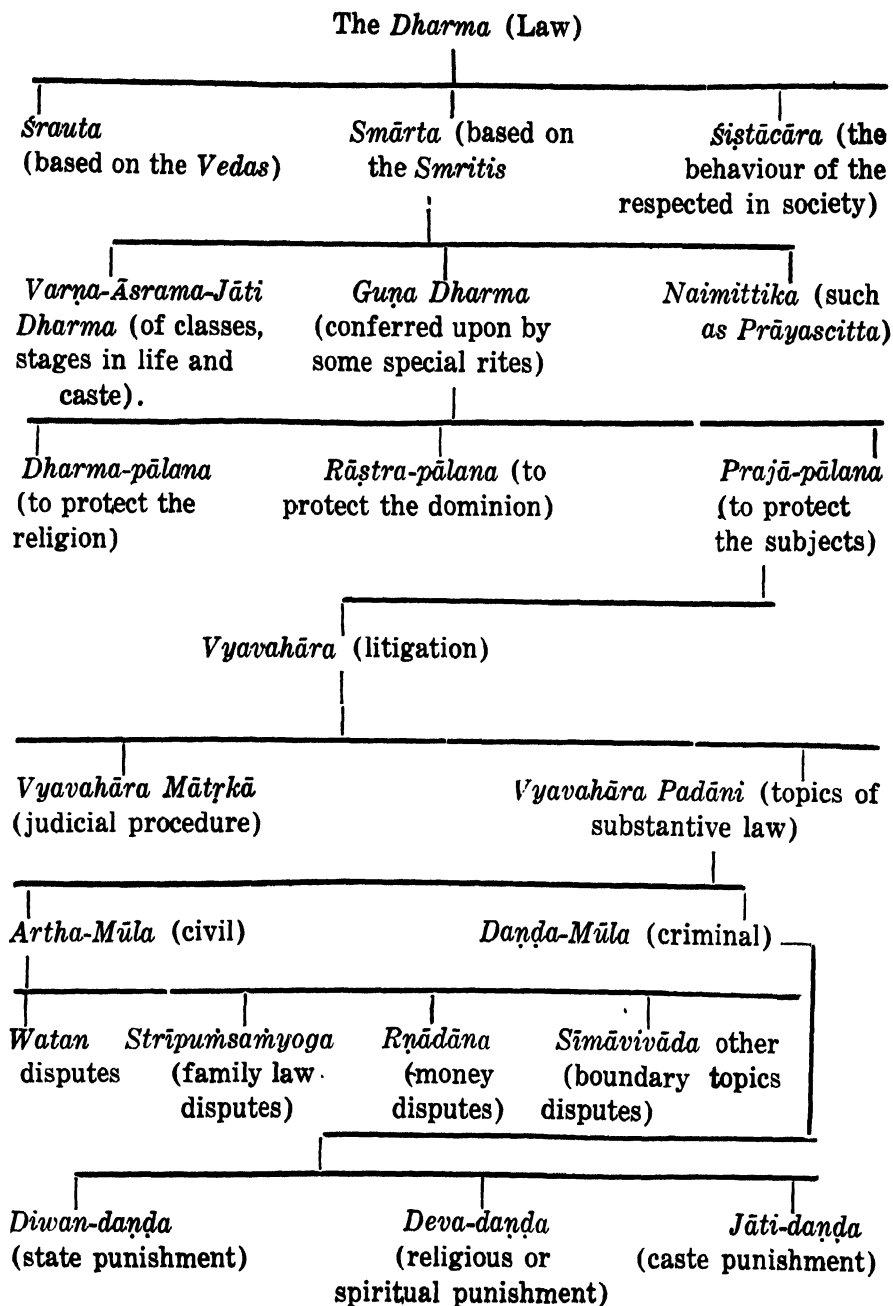 The Dharma (Law)
Śrauta
(based on the Vedas)
Smārta (based on
the Smritis
Śiṣtācāra (the
behaviour of the
respected in society)
Varṇa-Āsrama-Jāti
Dharma (of classes,
stages in life and
caste).
Guṇa Dharma
(conferred upon by
some special rites)
Naimittika (such
as Prāyascitta)
Dharma-pālana
(to protect the
religion)
Rāṣtra-pālana (to
protect the dominion)
Prajā-pālana
(to protect
the subjects)
Vyavahāra (litigation)
Vyavahāra Mātṛkā
(judicial procedure)
Vyavahāra Padāni (topics of
substantive law)
Artha-Mūla (civil)
Daṇḍa-Mūla (criminal)
Watan
disputes
Strīpuṁsaṁyoga
(family law
disputes)
Rṇādāna
(money
disputes)
Sīmāvivāda
(boundary
disputes)
other
topics
Diwan-daṇḍa
(state punishment)
Deva-daṇḍa
(religious or
spiritual punishment)
Jāti-daṇḍa
(caste punishment)